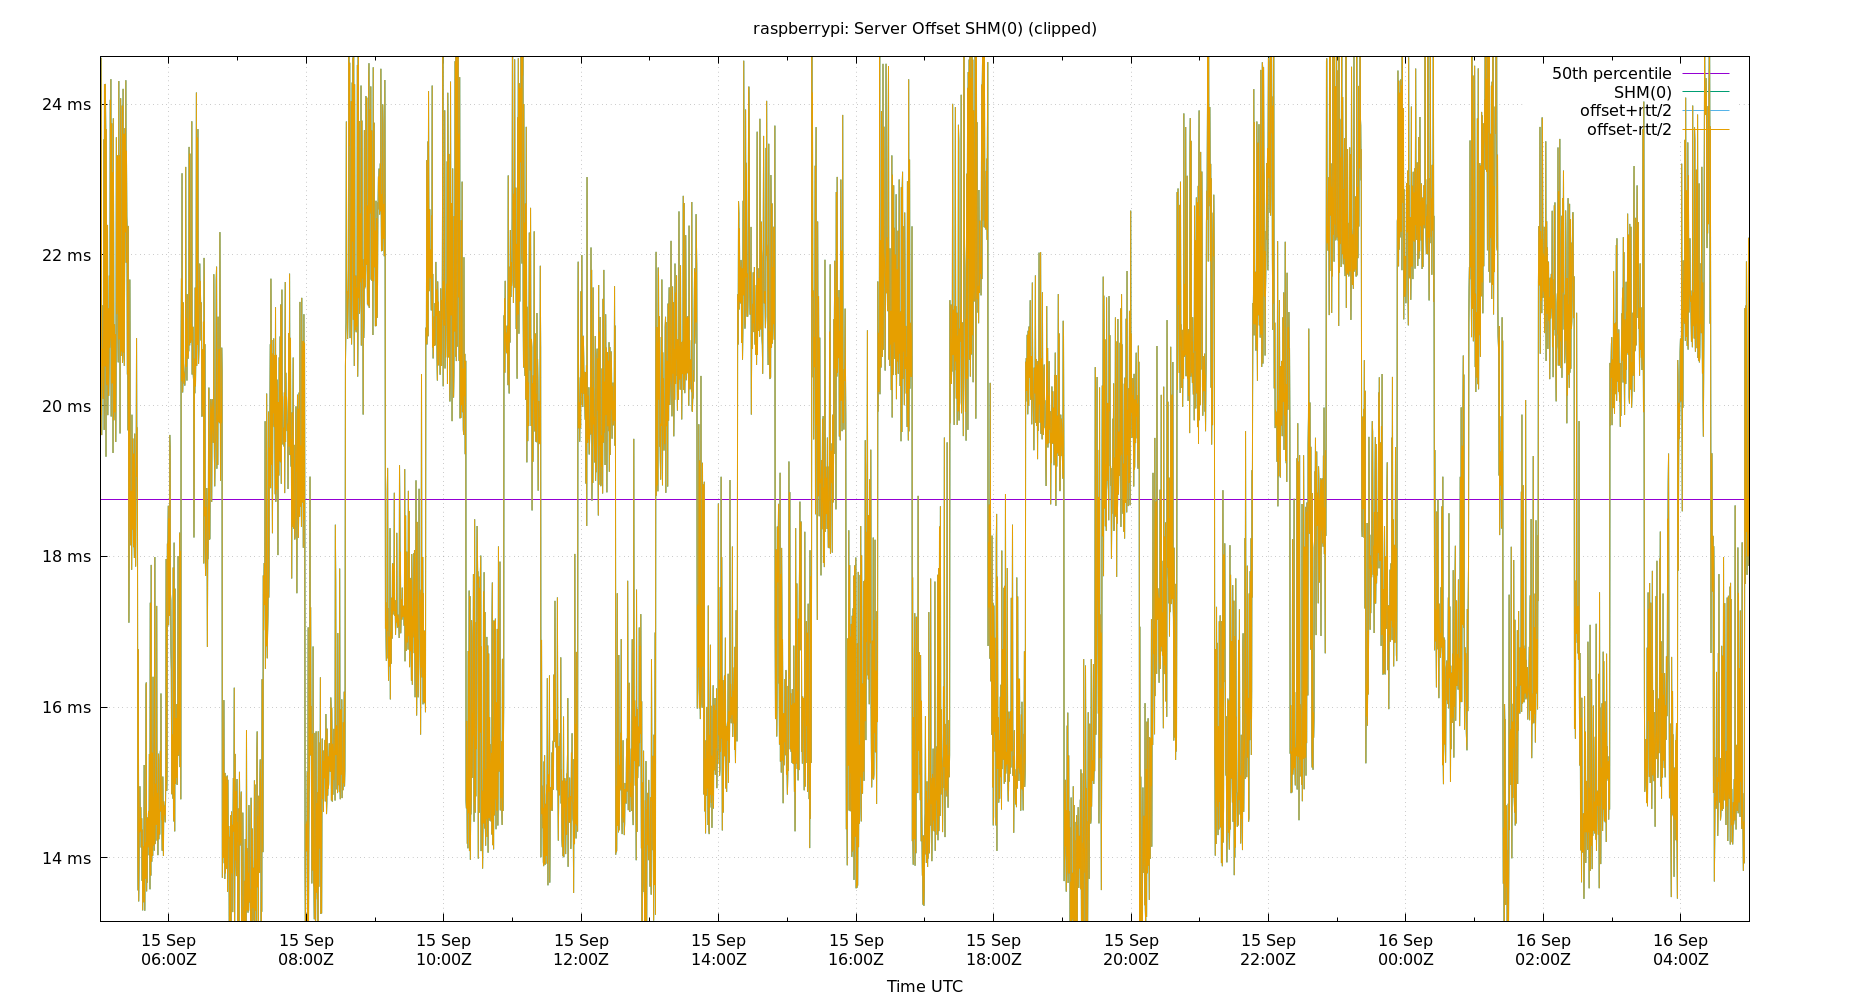 raspberrypi: Server Offset SHM(0) (clipped)
50th percentile
SHM(0)
offset+rtt/2
offset-rtt/2
24 ms
22 ms
20 ms
18 ms
16 ms
14 ms
15 Sep 15 Sep 15 Sep 15 Sep 15 Sep 15 Sep 15 Sep 15 Sep 15 Sep 16 Sep 16 Sep 16 Sep
06:00Z 08:00Z 10:00Z 12:00Z 14:00Z 16:00Z 18:00Z 20:00Z 22:00Z 00:00Z 02:00Z 04:00Z
Time UTC